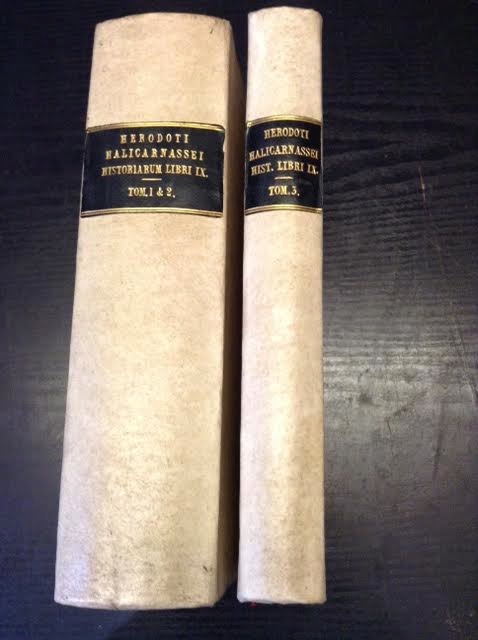 HERODOTI
HALICARNASSEI
HISTORIARUM LIBRI IX.
TOM. 1 & 2.
HERODOTI
HALICARNASSEI
HIST. LIBRI IX.
TOM. 3.